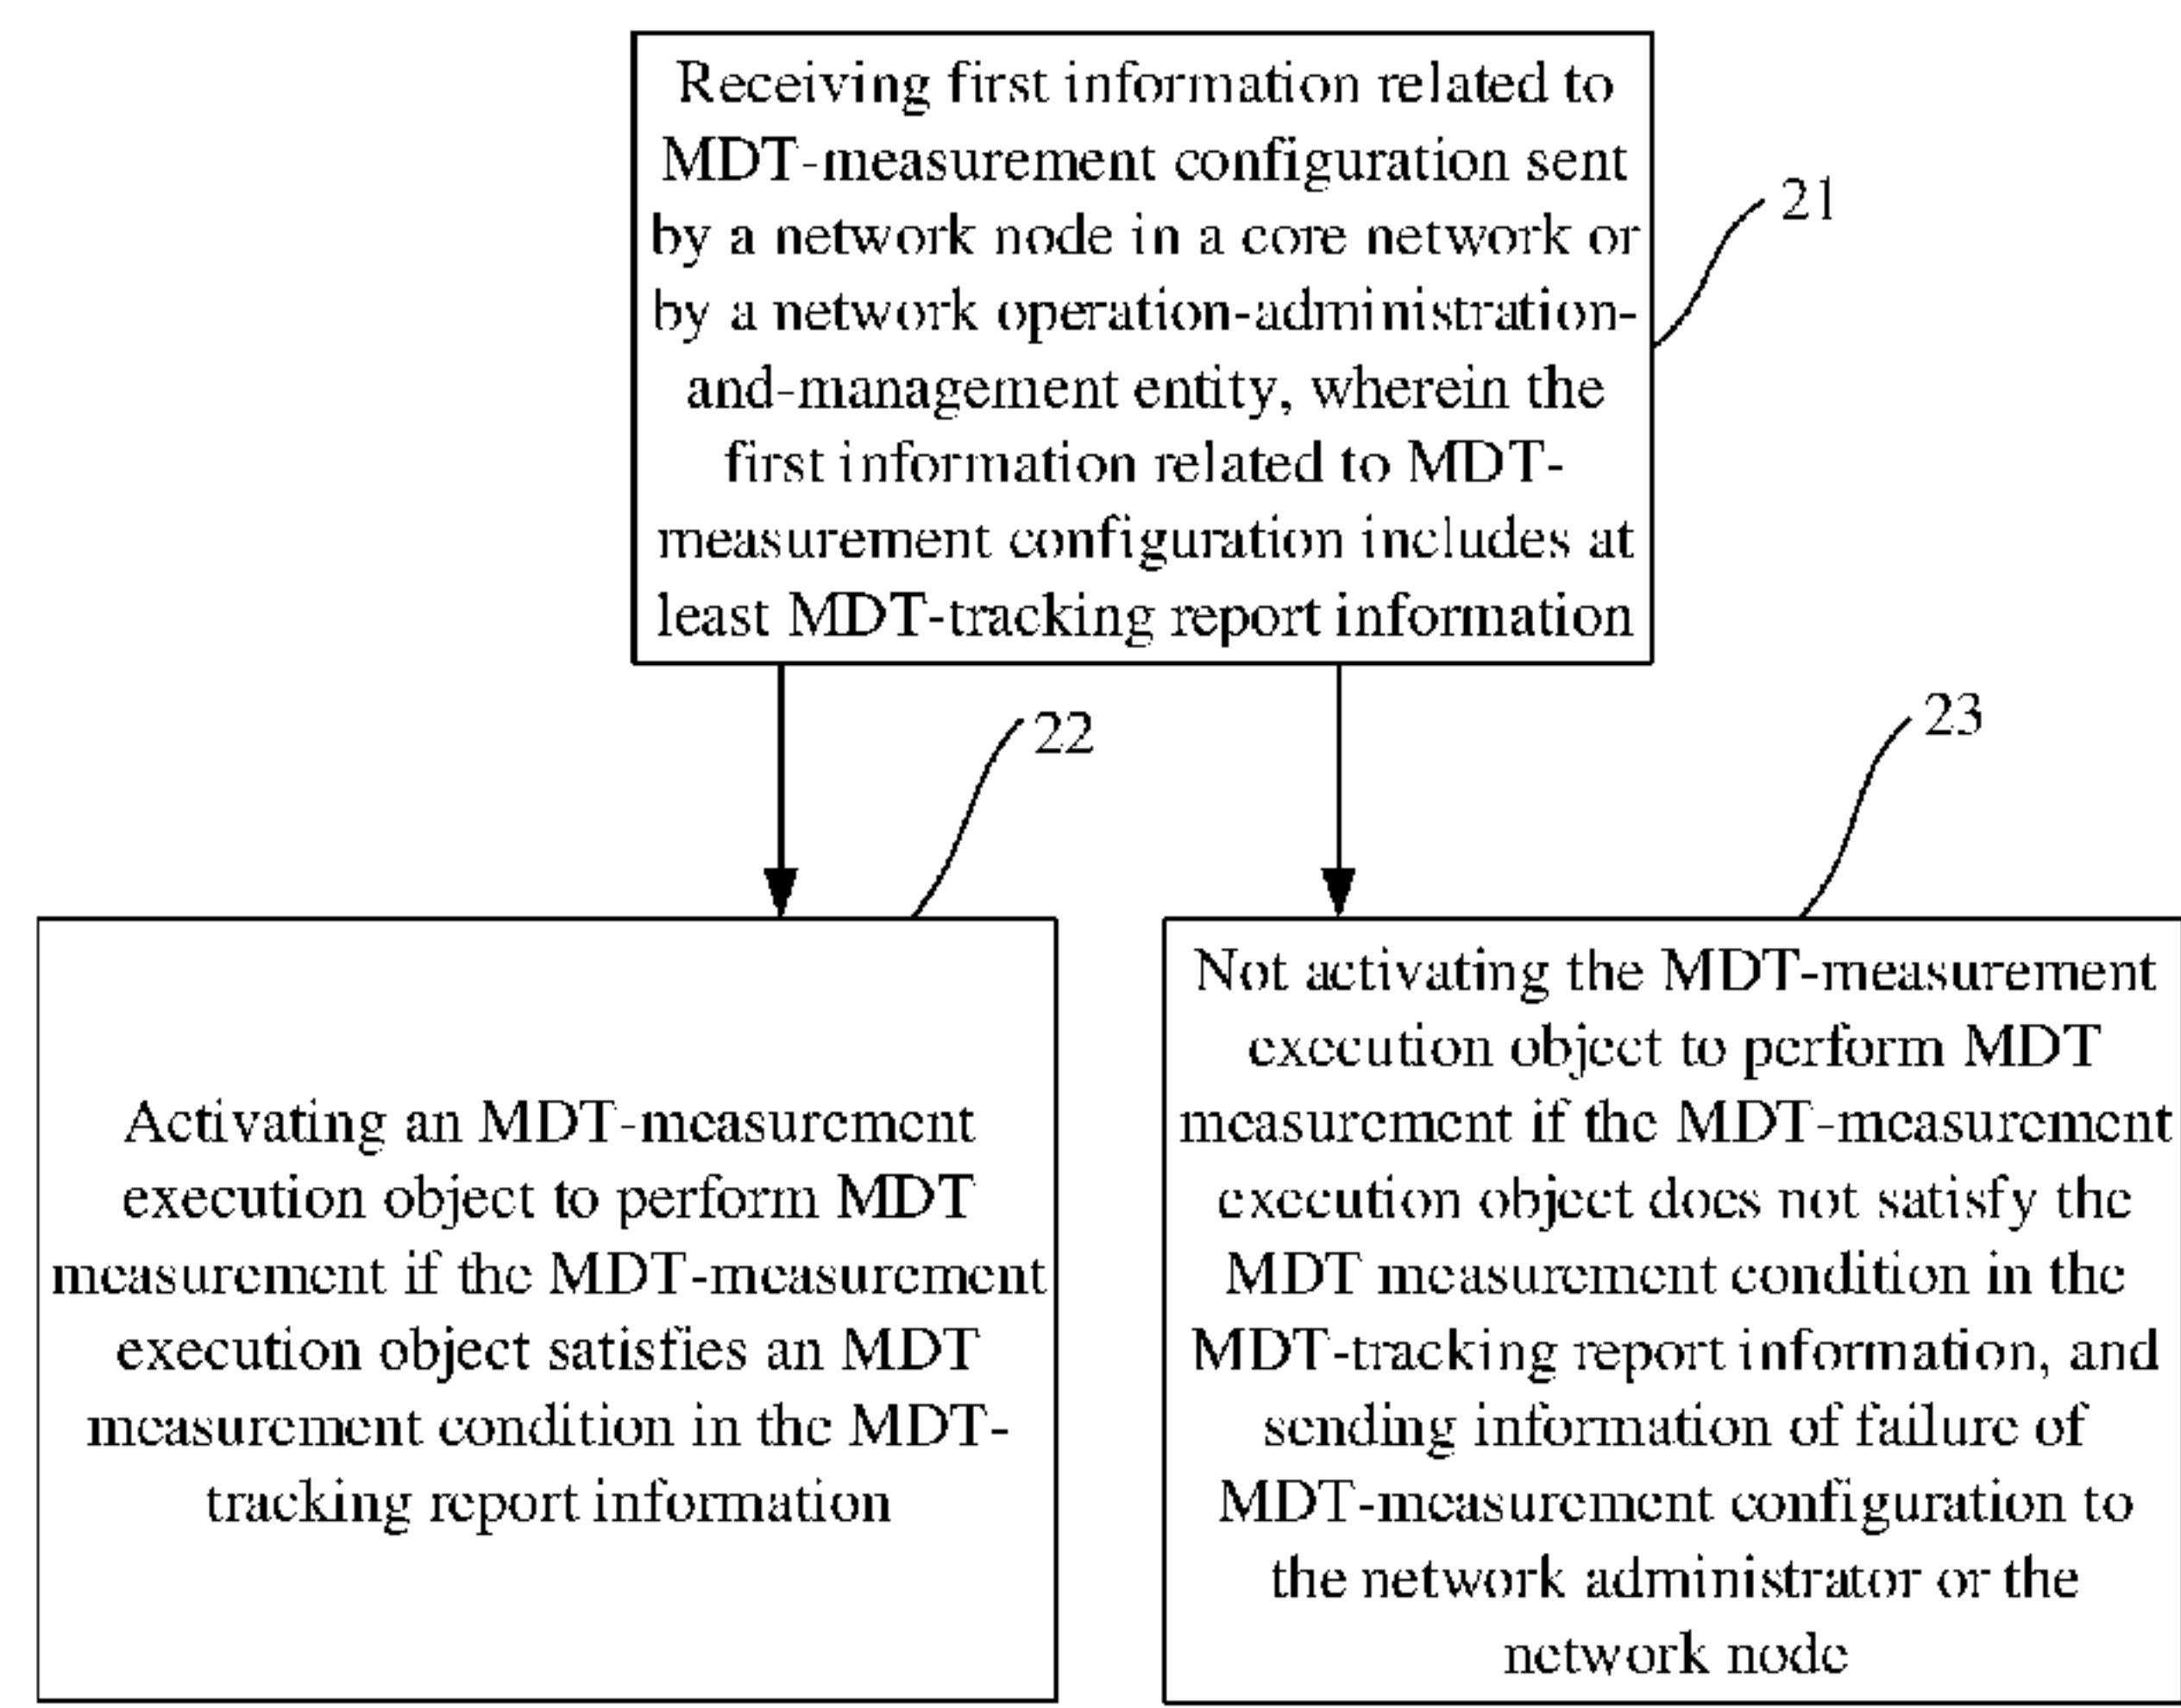 Receiving first information related to
MDT-measurement configuration sent
by a network node in a core network or
by a network operation-administration-
and-management entity, wherein the
first information related to MDT-
measurement configuration includes at
least MDT-tracking report information
21
22
23
Activating an MDT-measurement
execution object to perform MDT
measurement if the MDT-measurement
execution object satisfies an MDT
measurement condition in the MDT-
tracking report information
Not activating the MDT-measurement
execution object to perform MDT
measurement if the MDT-measurement
execution object does not satisfy the
MDT measurement condition in the
MDT-tracking report information, and
sending information of failure of
MDT-measurement configuration to
the network administrator or the
network node